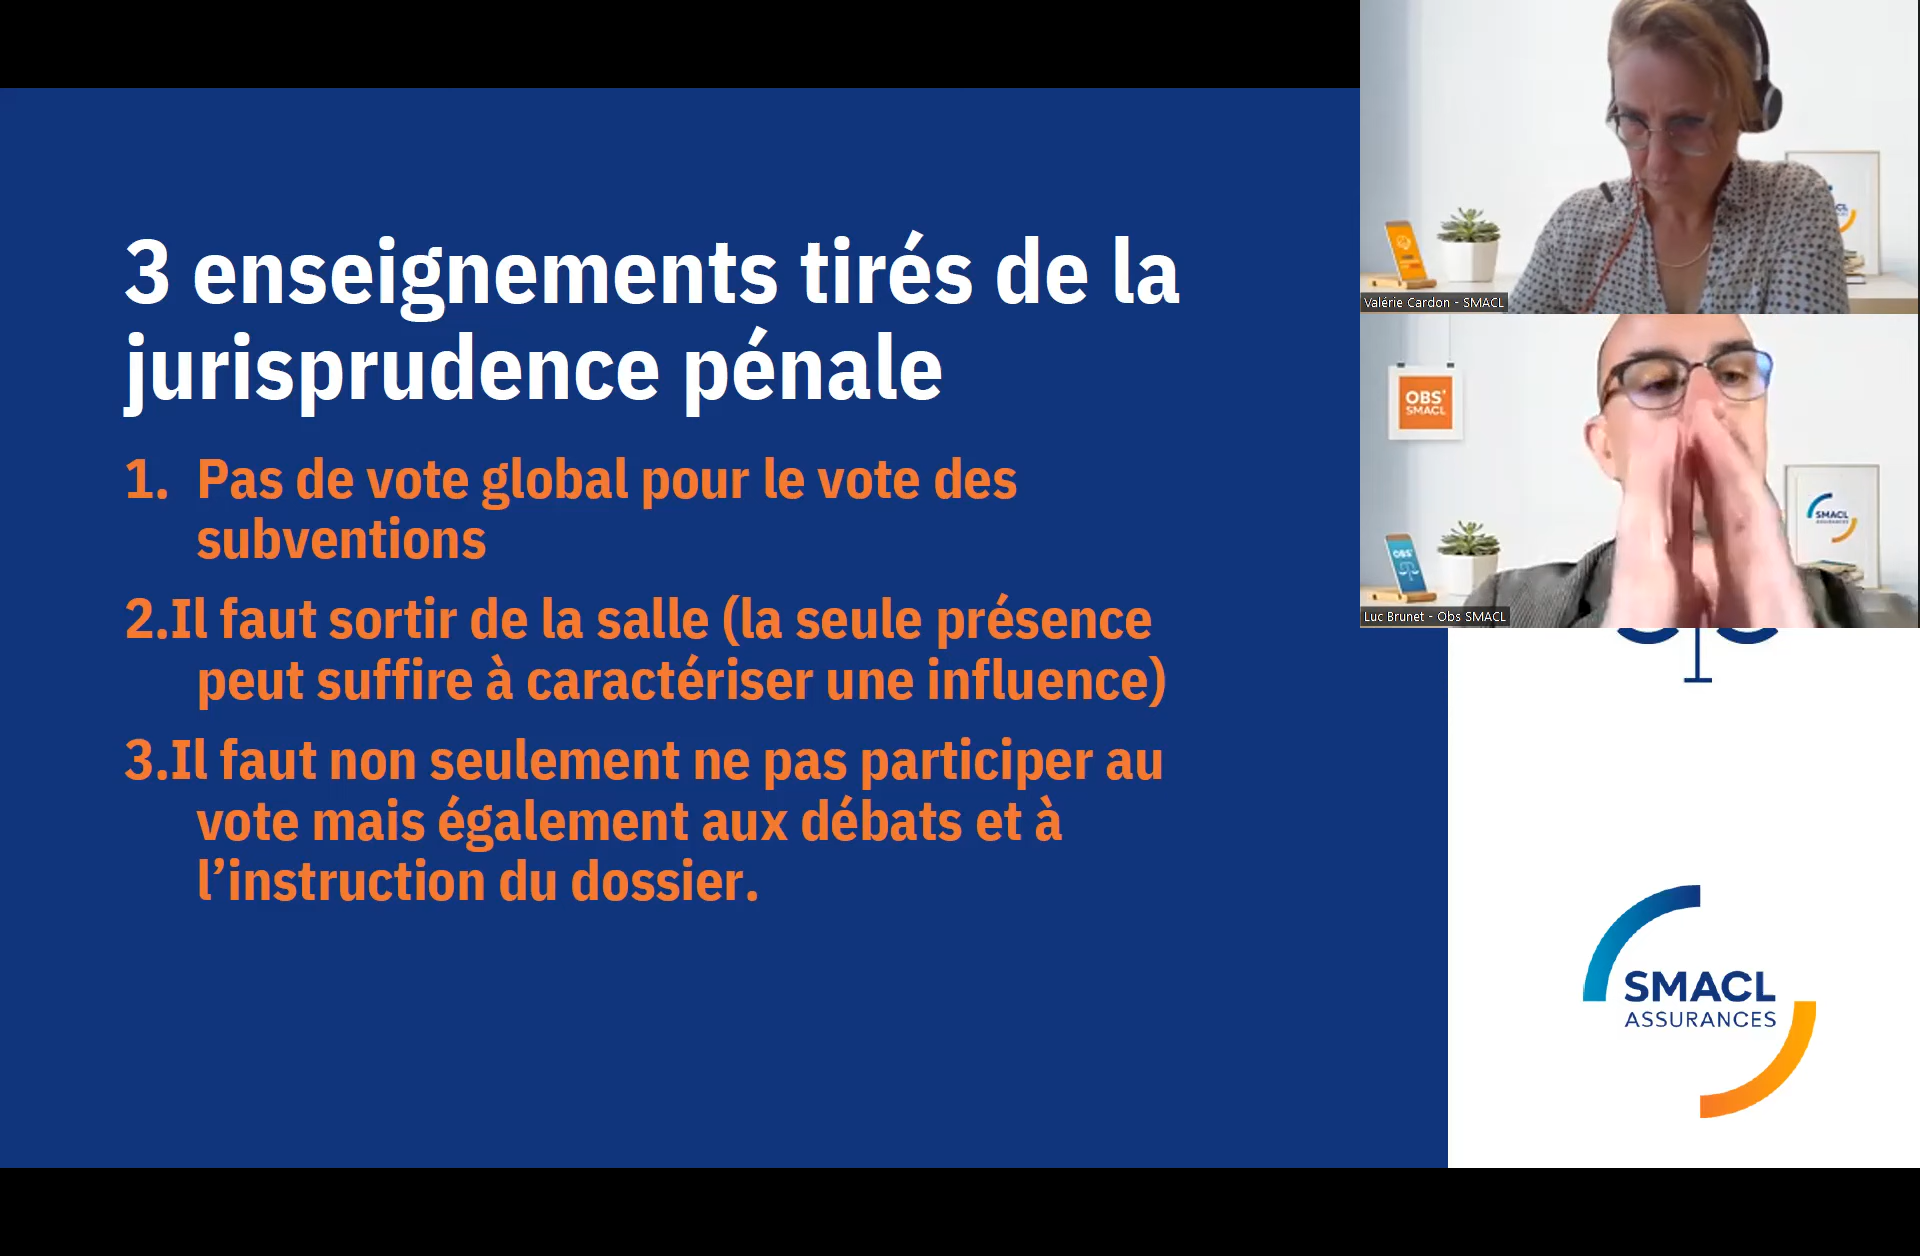 3 enseignements tirés de la
jurisprudence pénale
1. Pas de vote global pour le vote des
subventions
2.Il faut sortir de la salle (la seule présence
peut suffire à caractériser une influence)
3.Il faut non seulement ne pas participer au
vote mais également aux débats et à
l’instruction du dossier.
Valérie Cardon - SMACL
OBS'
SMACL
OBS'
SMACL
ASSURANCES
Luc Brunet - Obs SMACL
SMACL
ASSURANCES